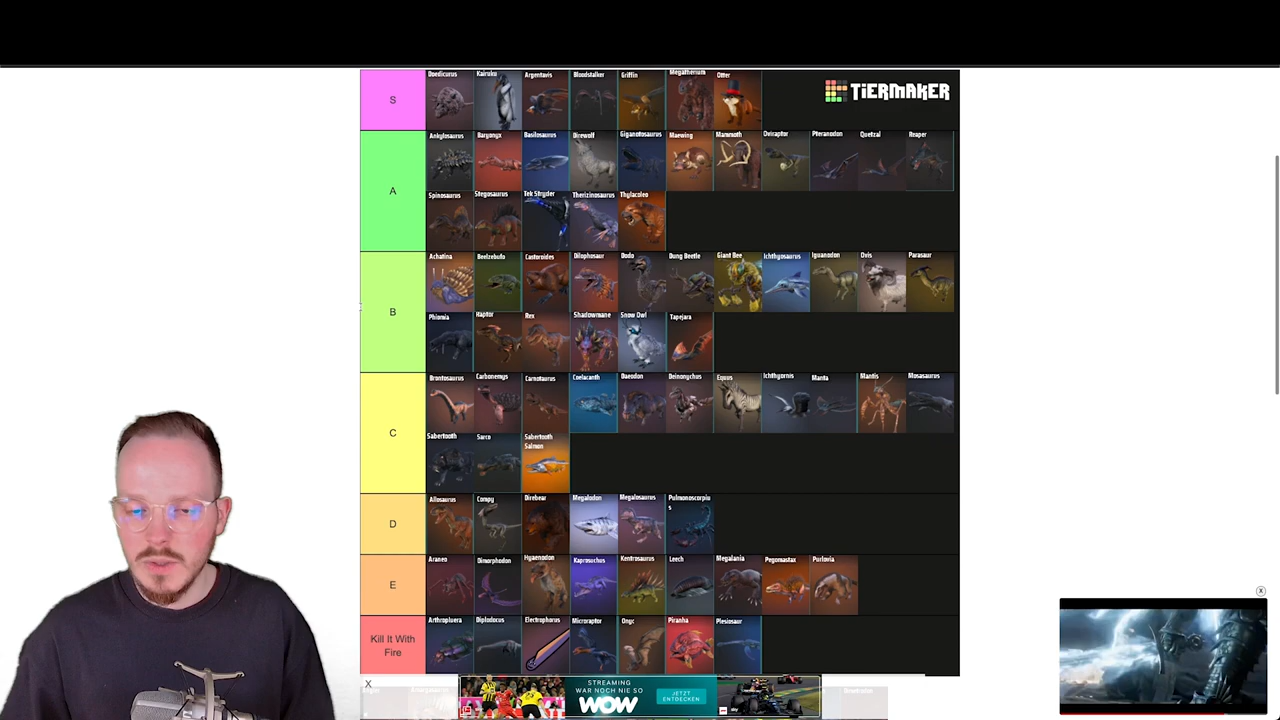 S
Doedicurus Kairuku Argentavis Bloodstalker Griffin Megatherium Otter
TIERMAKER
A
Ankylosaurus Baryonyx Basilosaurus Direwolf Giganotosaurus Maewing Mammoth Oviraptor Pteranodon Quetzal Reaper
Spinosaurus Stegosaurus Tek Stryder Therizinosaurus Thylacoleo
B
Achatina Beelzebufo Castoroides Dilophosaur Dodo Dung Beetle Giant Bee Ichthyosaurus Iguanodon Ovis Parasaur
Phiomia Raptor Rex Shadowmane Snow Owl Tapejara
C
Brontosaurus Carbonemys Carnotaurus Coelacanth Daeodon Deinonychus Equus Ichthyornis Manta Mantis Mosasaurus
Sabertooth Sarco Sabertooth
Salmon
D
Allosaurus Compy Direbear Megalodon Megalosaurus Pulmonoscorpiu
s
E
Araneo Dimorphodon Hyaenodon Kaprosuchus Kentrosaurus Leech Megalania Pegomastax Purlovia
Kill It With
Fire
Arthropluera Diplodocus Electrophorus Microraptor Onyc Piranha Plesiosaur
X
STREAMING
WAR NOCH NIE SO
WOW
JETZT
ENTDECKEN
sky
X